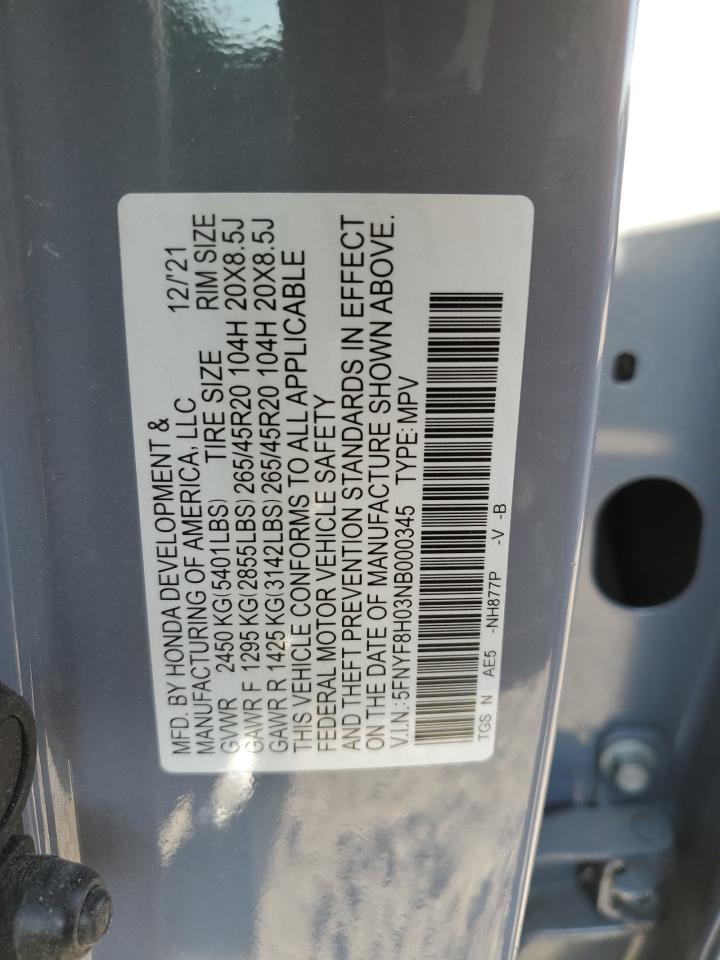 MFD. BY HONDA DEVELOPMENT &
MANUFACTURING OF AMERICA, LLC 12/'21
GVWR 2450 KG(5401LBS) TIRE SIZE RIM SIZE
GAWR F 1295 KG(2855LBS) 265/45R20 104H 20X8.5J
GAWR R 1425 KG(3142LBS) 265/45R20 104H 20X8.5J
THIS VEHICLE CONFORMS TO ALL APPLICABLE
FEDERAL MOTOR VEHICLE SAFETY
AND THEFT PREVENTION STANDARDS IN EFFECT
ON THE DATE OF MANUFACTURE SHOWN ABOVE.
V.I.N.: 5FNYF8H03NB000345 TYPE: MPV
TGS N AE5 -NH877P -V -B